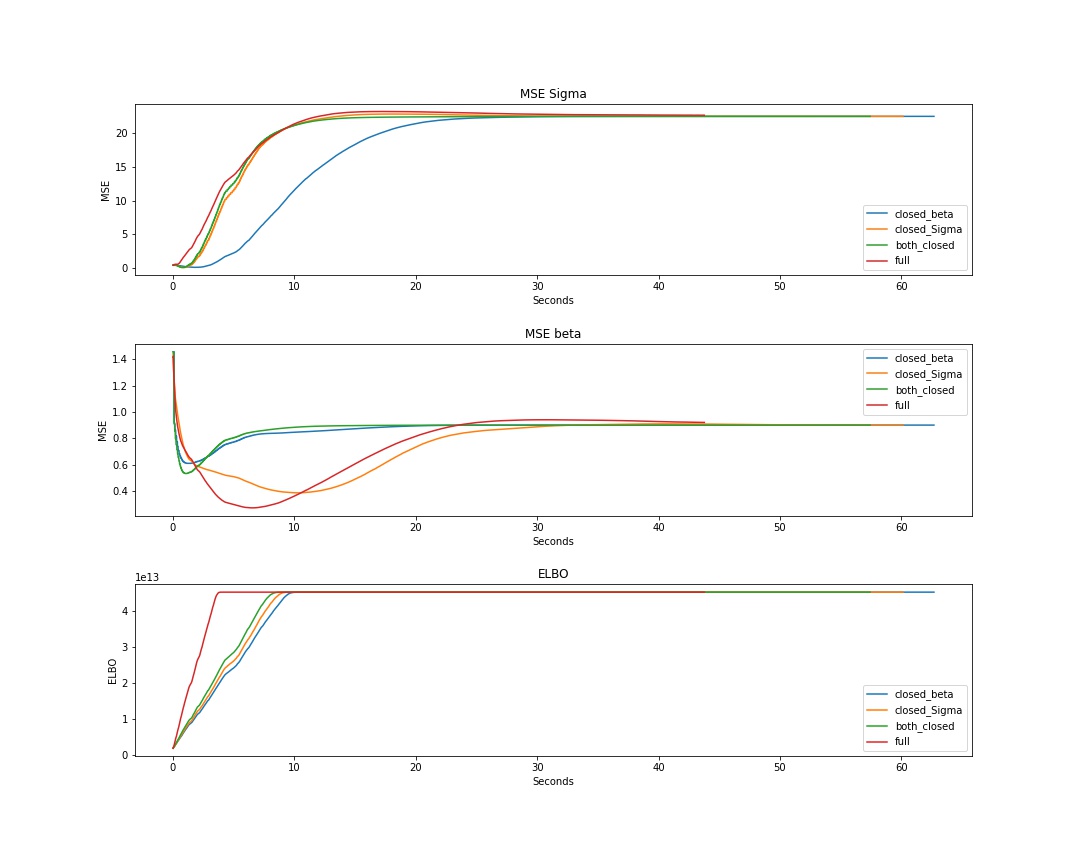 MSE Sigma
MSE
20
15
10
5
0
closed_beta
closed_Sigma
both_closed
full
0 10 20 30 40 50 60
Seconds
MSE beta
MSE
1.4
1.2
1.0
0.8
0.6
0.4
closed_beta
closed_Sigma
both_closed
full
0 10 20 30 40 50 60
Seconds
ELBO
1e13
ELBO
4
3
2
1
0
closed_beta
closed_Sigma
both_closed
full
0 10 20 30 40 50 60
Seconds